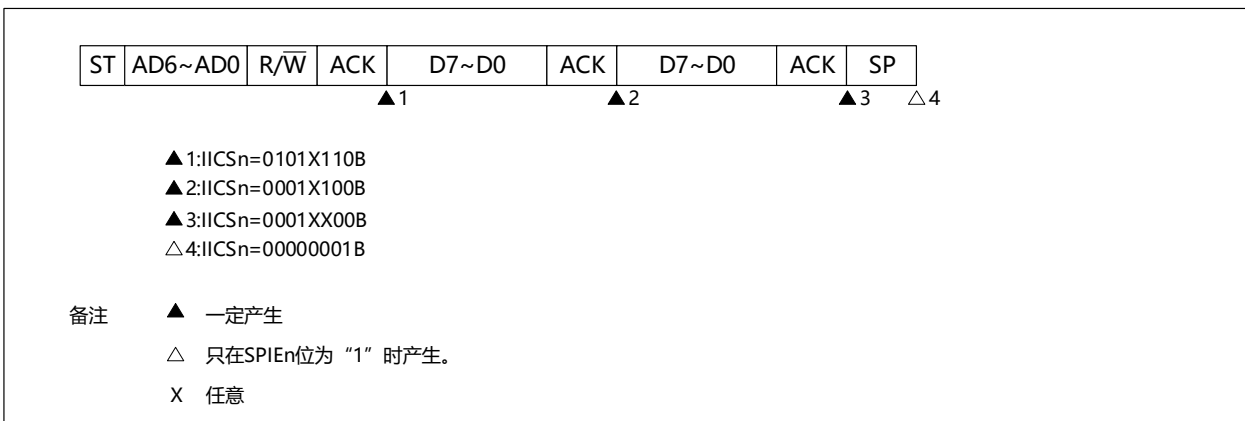 ST AD6~AD0 R/W̅ ACK D7~D0 ACK D7~D0 ACK SP
▲1 ▲2 ▲3 △4
▲1:IICSn=0101X110B
▲2:IICSn=0001X100B
▲3:IICSn=0001XX00B
△4:IICSn=00000001B
备注 ▲ 一定产生
△ 只在SPIEn位为“1”时产生。
X 任意